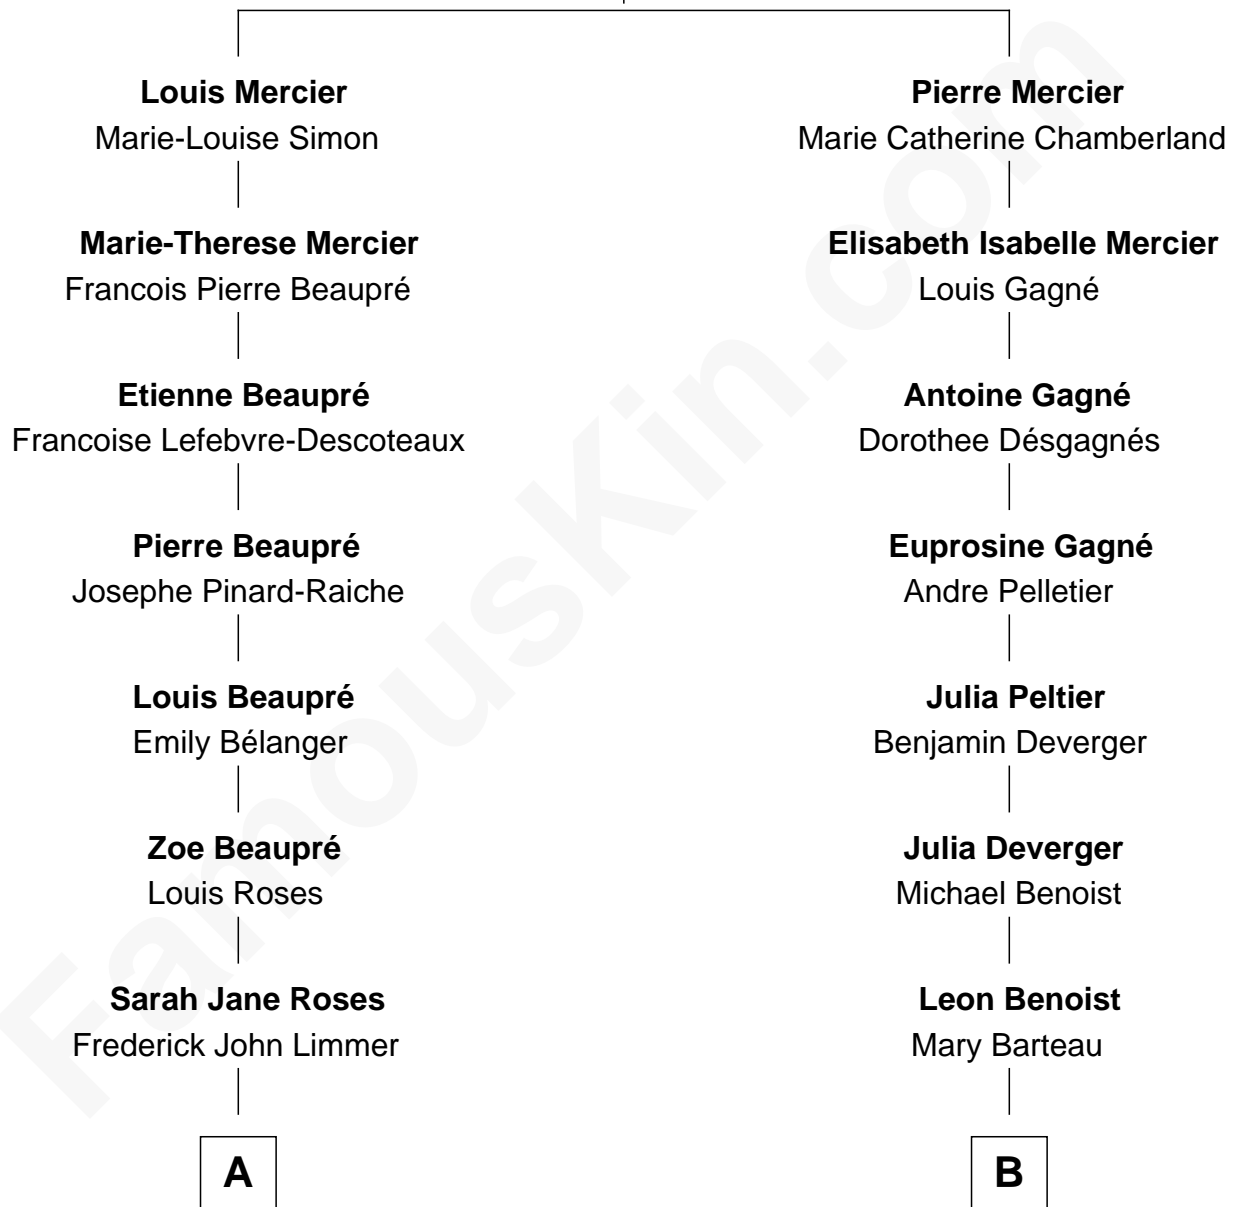 Louis Mercier
Marie-Louise Simon
Marie-Therese Mercier
Francois Pierre Beaupré
Etienne Beaupré
Francoise Lefebvre-Descoteaux
Pierre Beaupré
Josephe Pinard-Raiche
Louis Beaupré
Emily Bélanger
Zoe Beaupré
Louis Roses
Sarah Jane Roses
Frederick John Limmer
A
Pierre Mercier
Marie Catherine Chamberland
Elisabeth Isabelle Mercier
Louis Gagné
Antoine Gagné
Dorothee Désgagnés
Euprosine Gagné
Andre Pelletier
Julia Peltier
Benjamin Deverger
Julia Deverger
Michael Benoist
Leon Benoist
Mary Barteau
B
FamousKin.com